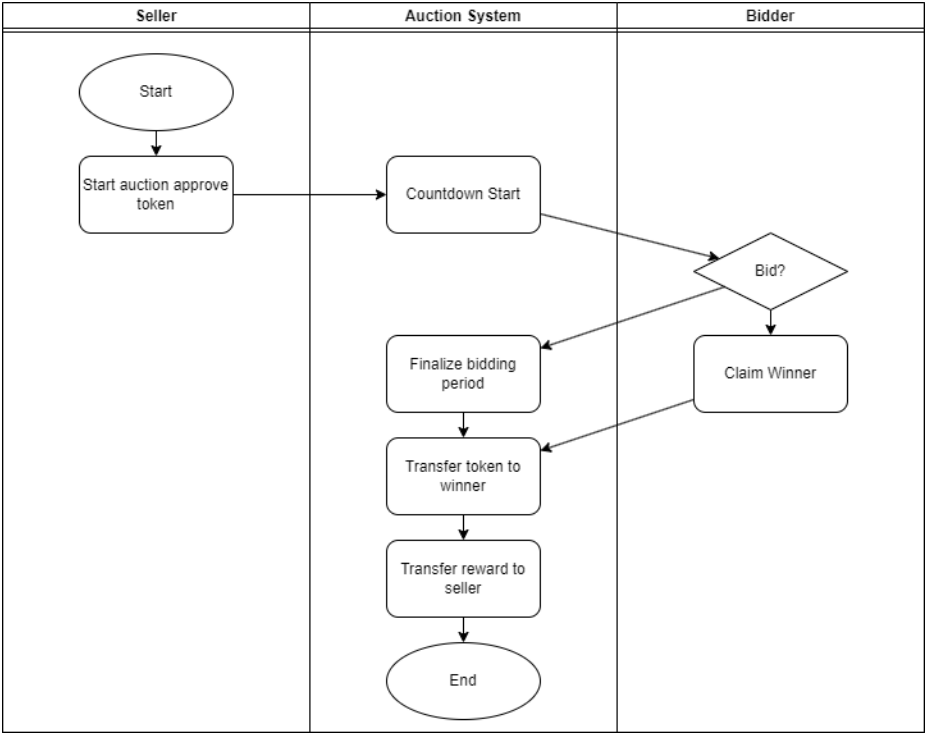 Seller
Auction System
Bidder
Start
Start auction approve
token
Countdown Start
Bid?
Finalize bidding
period
Claim Winner
Transfer token to
winner
Transfer reward to
seller
End